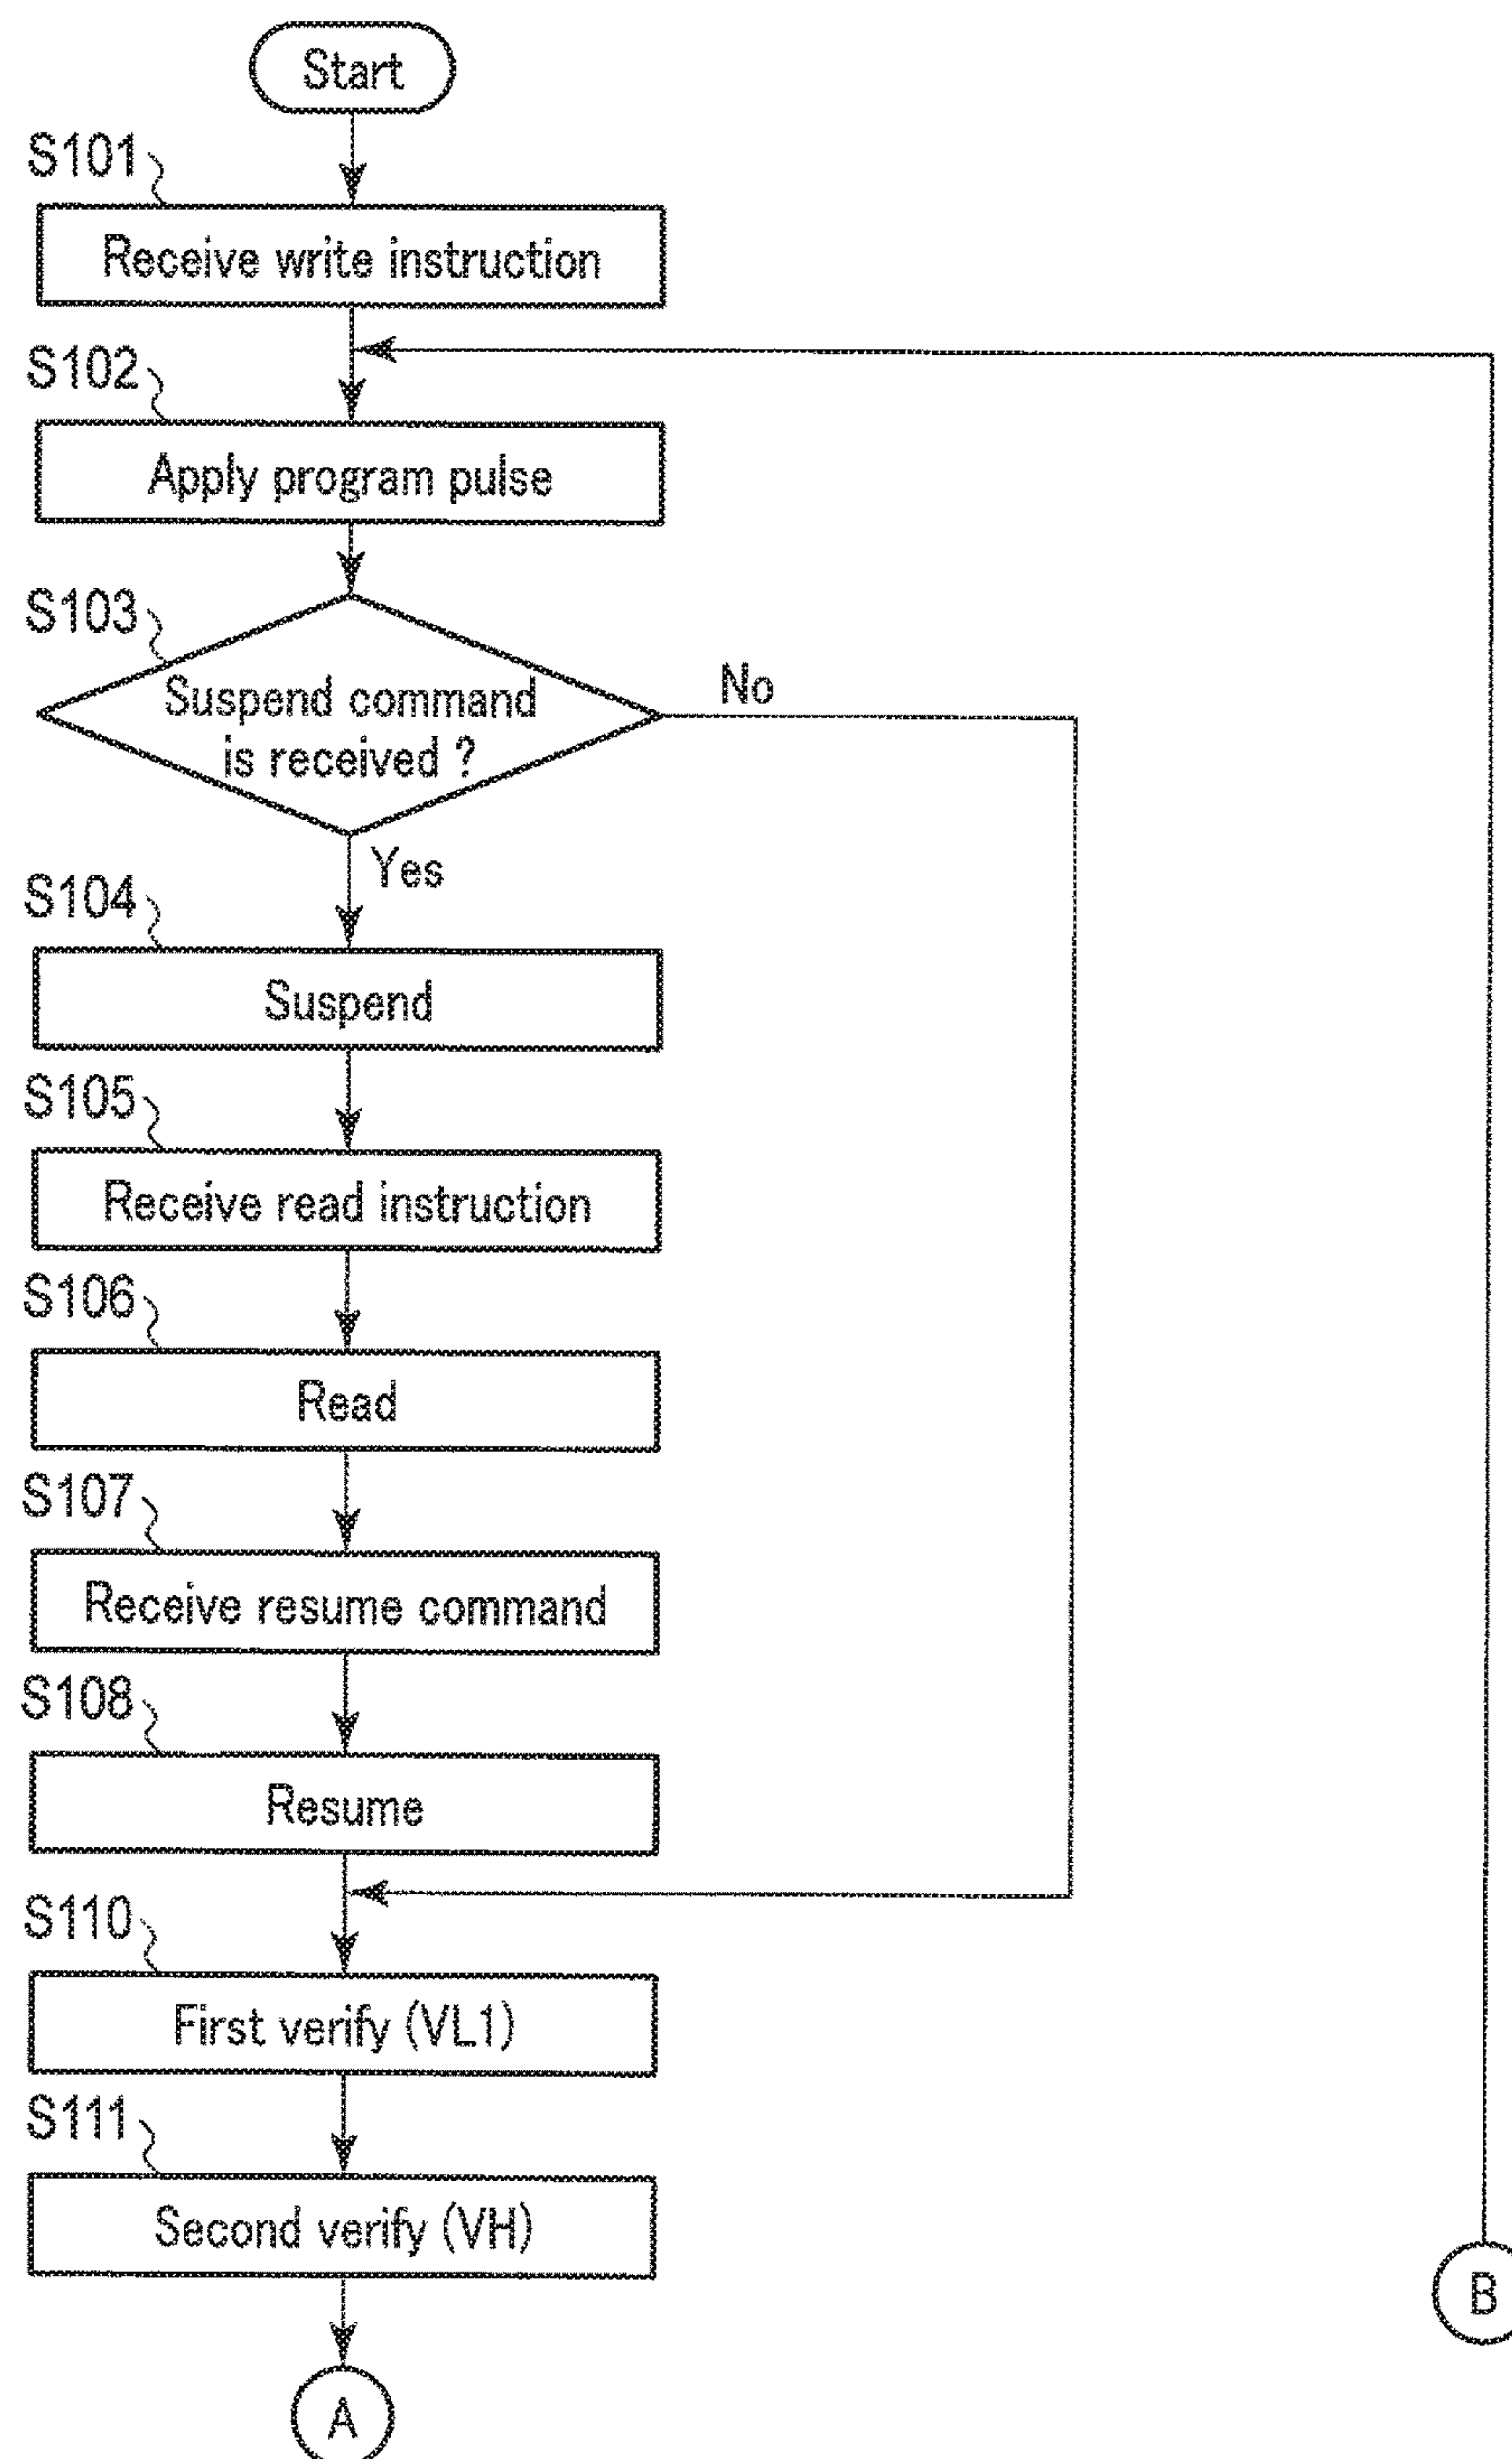 Start
S101
Receive write instruction
S102
Apply program pulse
S103
Suspend command
is received ?
No
Yes
S104
Suspend
S105
Receive read instruction
S106
Read
S107
Receive resume command
S108
Resume
S110
First verify (VL1)
S111
Second verify (VH)
B
A